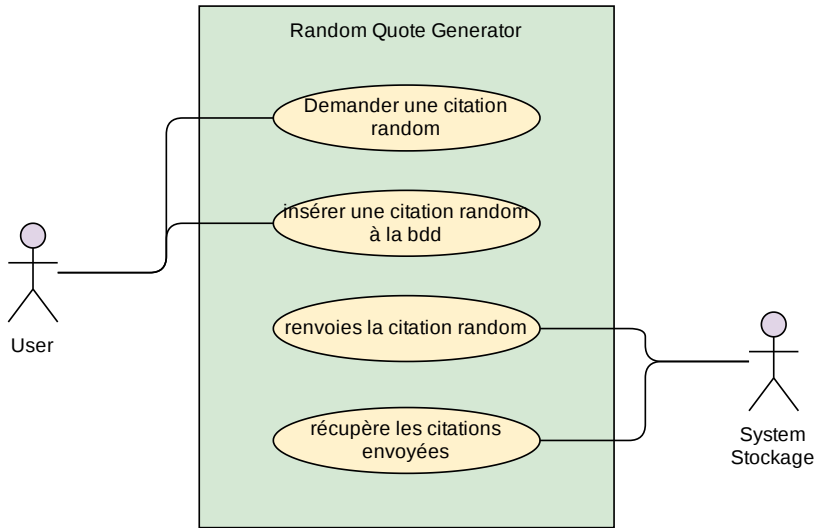 Random Quote Generator
Demander une citation
random
insérer une citation random
à la bdd
User
renvoies la citation random
récupère les citations
envoyées
System
Stockage